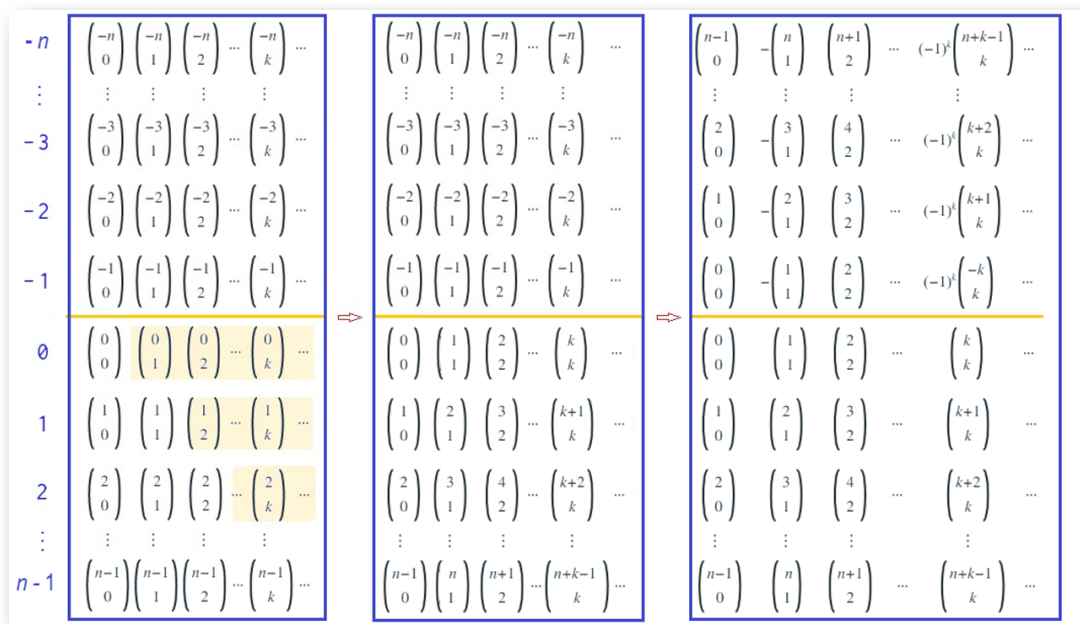 -n (−n 0) (−n 1) (−n 2) ... (−n k) ... (−n 0) (−n 1) (−n 2) ... (−n k) ... (n−1 0) −(n 1) (n+1 2) ... (−1)^k (n+k−1 k) ...
⋮ ⋮ ⋮ ⋮ ⋮ ⋮ ⋮ ⋮ ⋮ ⋮ ⋮ ⋮ ⋮
-3 (−3 0) (−3 1) (−3 2) ... (−3 k) ... (−3 0) (−3 1) (−3 2) ... (−3 k) ... (2 0) −(3 1) (4 2) ... (−1)^k (k+2 k) ...
-2 (−2 0) (−2 1) (−2 2) ... (−2 k) ... (−2 0) (−2 1) (−2 2) ... (−2 k) ... (1 0) −(2 1) (3 2) ... (−1)^k (k+1 k) ...
-1 (−1 0) (−1 1) (−1 2) ... (−1 k) ... (−1 0) (−1 1) (−1 2) ... (−1 k) ... (0 0) −(1 1) (2 2) ... (−1)^k (−k k) ...
0 (0 0) (0 1) (0 2) ... (0 k) ... (0 0) (1 1) (2 2) ... (k k) ... (0 0) (1 1) (2 2) ... (k k) ...
1 (1 0) (1 1) (1 2) ... (1 k) ... (1 0) (2 1) (3 2) ... (k+1 k) ... (1 0) (2 1) (3 2) ... (k+1 k) ...
2 (2 0) (2 1) (2 2) ... (2 k) ... (2 0) (3 1) (4 2) ... (k+2 k) ... (2 0) (3 1) (4 2) ... (k+2 k) ...
⋮ ⋮ ⋮ ⋮ ⋮ ⋮ ⋮ ⋮ ⋮ ⋮ ⋮ ⋮ ⋮
n-1 (n−1 0) (n−1 1) (n−1 2) ... (n−1 k) ... (n−1 0) (n 1) (n+1 2) ... (n+k−1 k) ... (n−1 0) (n 1) (n+1 2) ... (n+k−1 k) ...